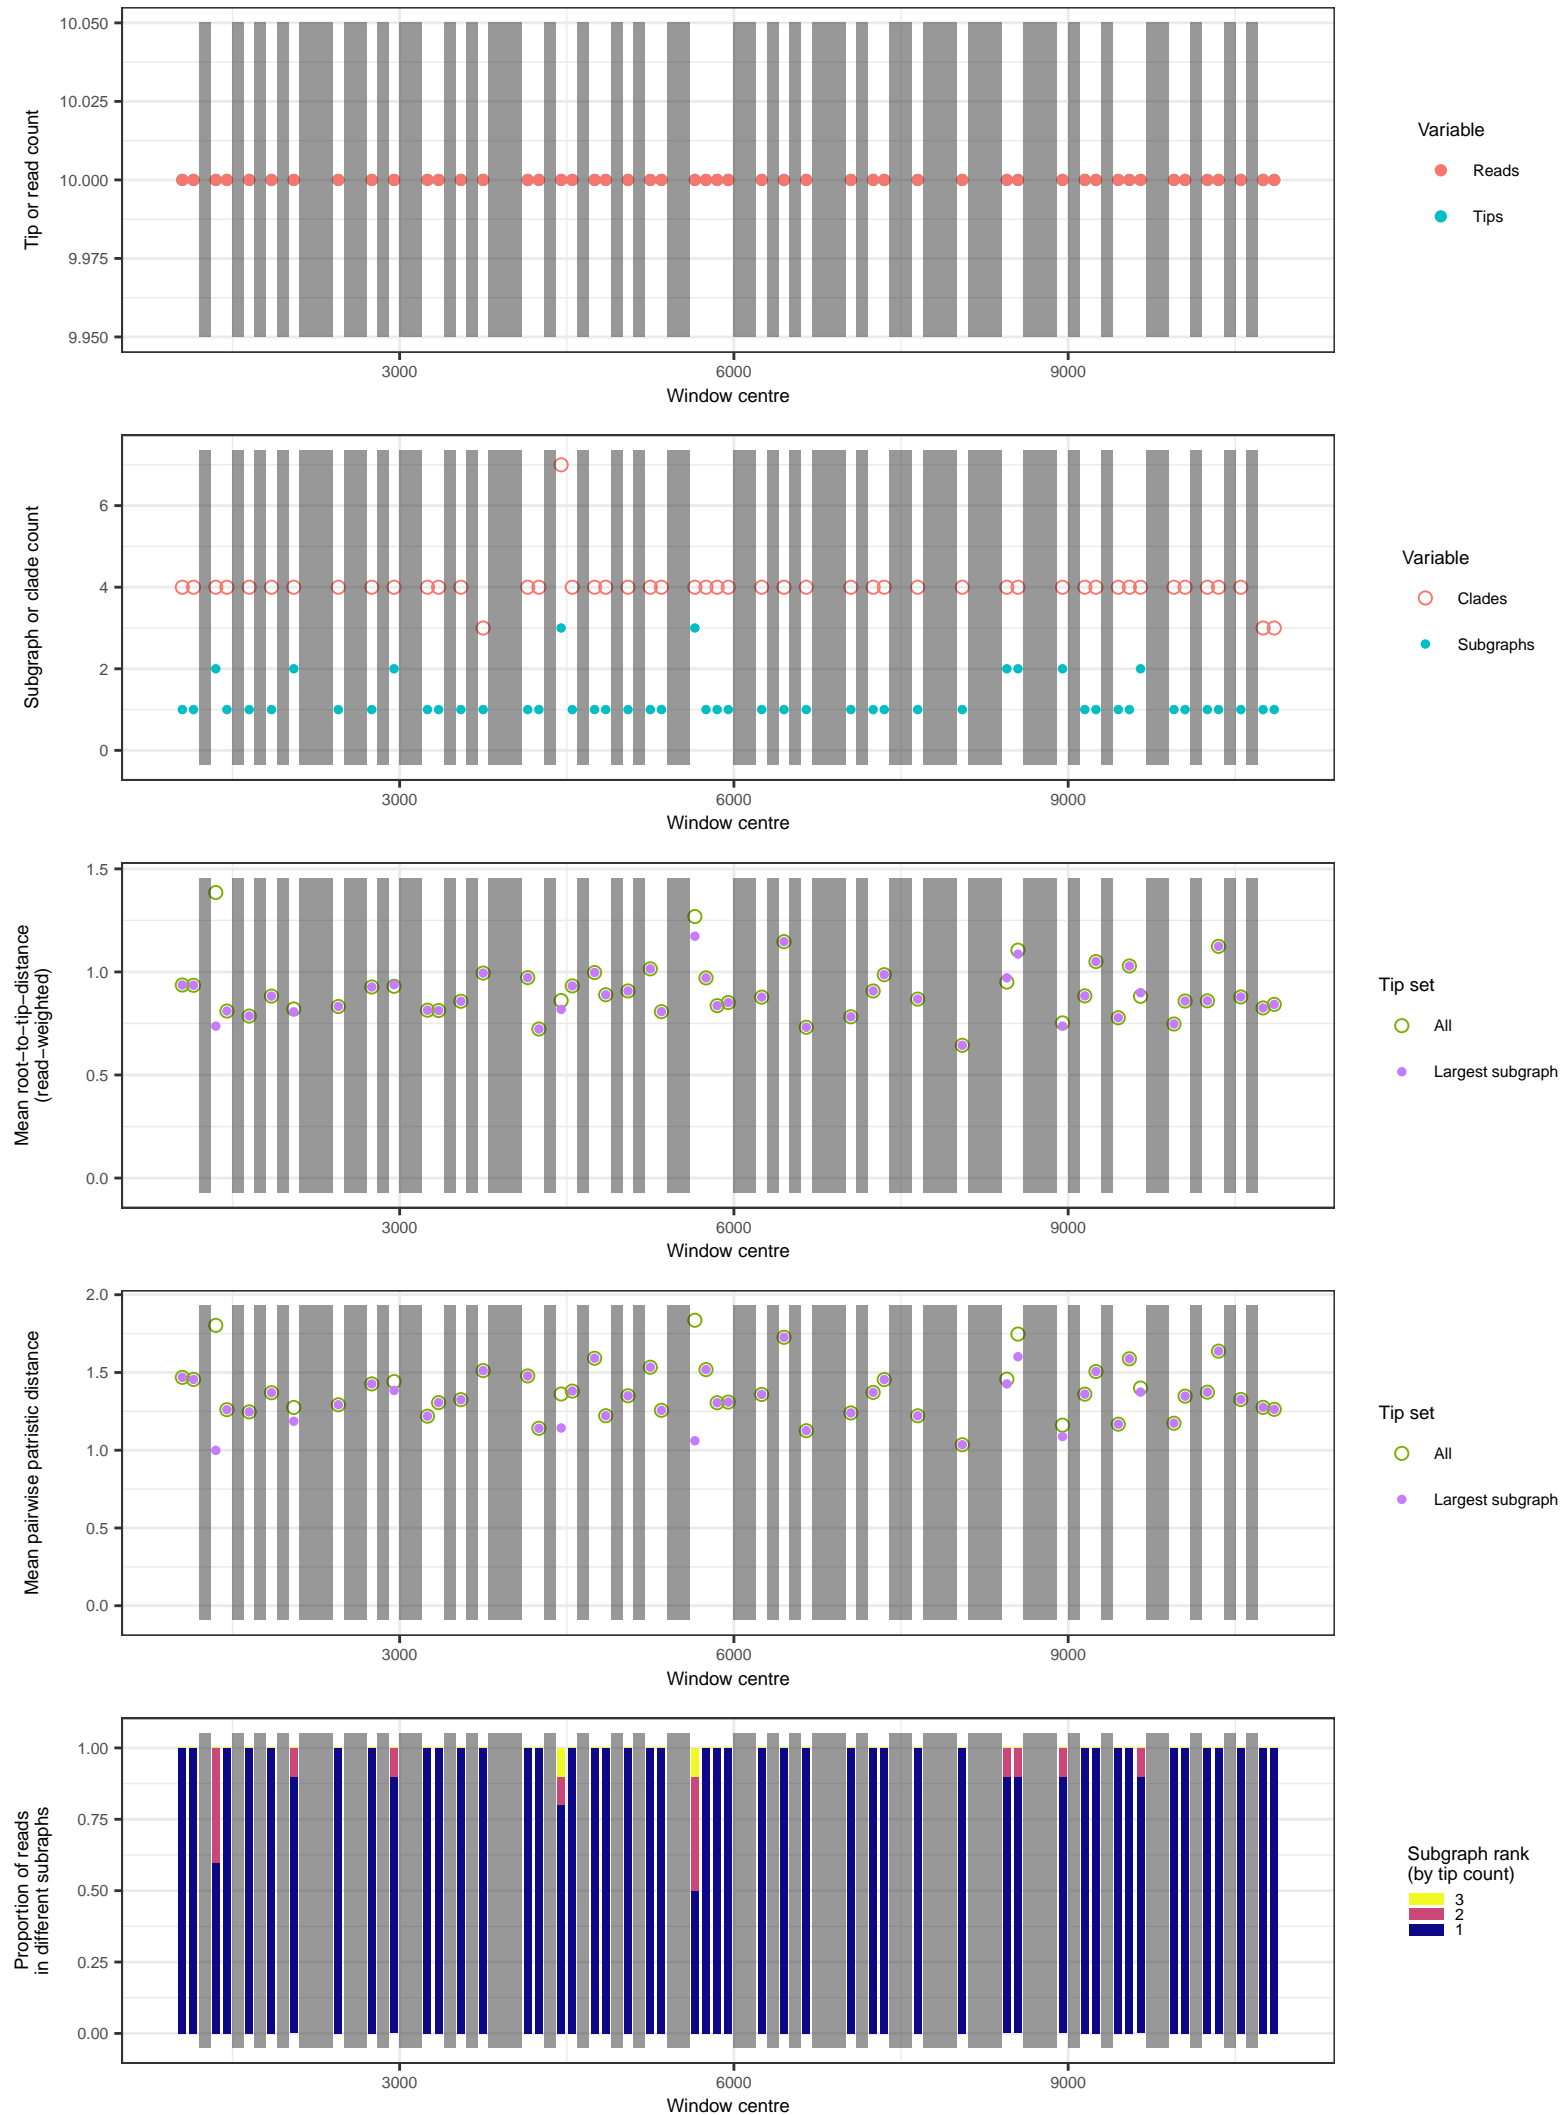 10.050
10.025
10.000
9.975
9.950
Tip or read count
3000
6000
9000
Window centre
Variable
Reads
Tips
6
4
2
0
Subgraph or clade count
3000
6000
9000
Window centre
Variable
Clades
Subgraphs
1.5
1.0
0.5
0.0
Mean root−to−tip−distance
(read−weighted)
3000
6000
9000
Window centre
Tip set
All
Largest subgraph
2.0
1.5
1.0
0.5
0.0
Mean pairwise patristic distance
3000
6000
9000
Window centre
Tip set
All
Largest subgraph
1.00
0.75
0.50
0.25
0.00
Proportion of reads
in different subraphs
3000
6000
9000
Window centre
Subgraph rank
(by tip count)
3
2
1